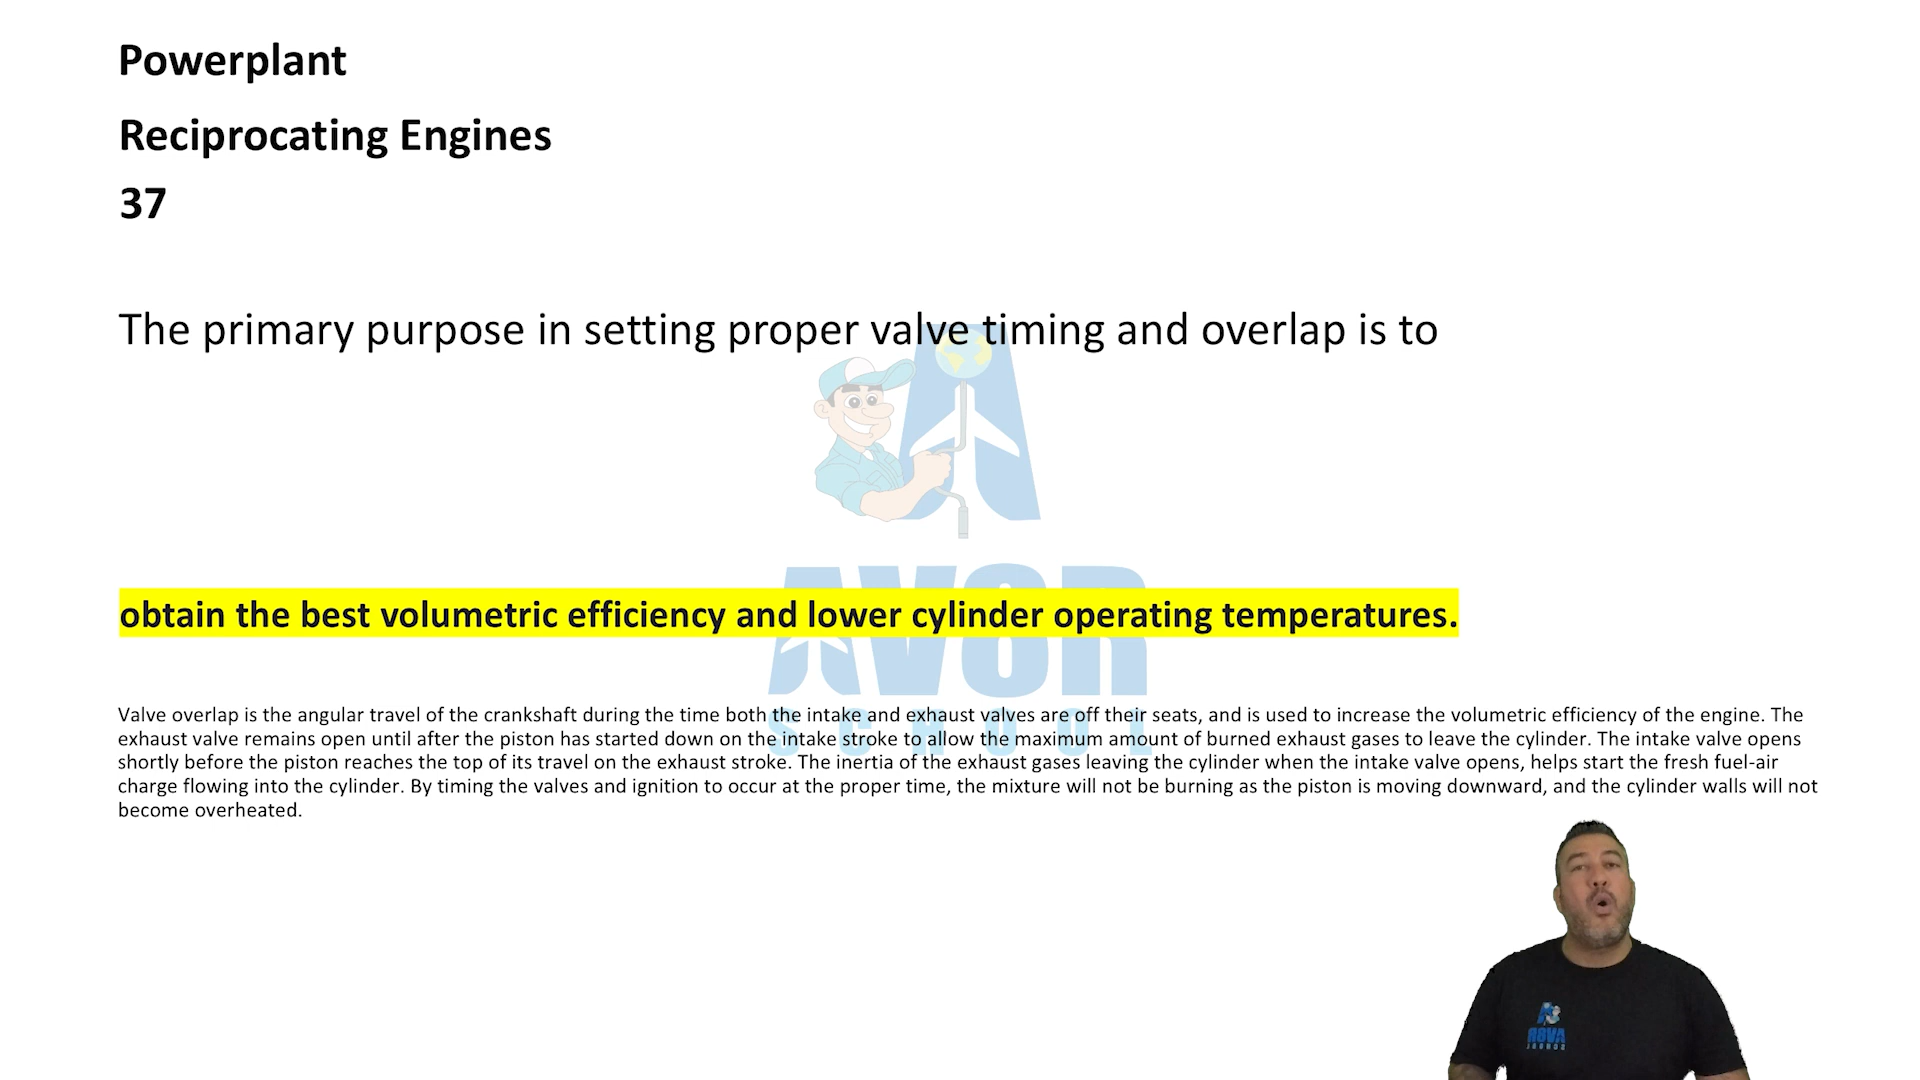 Powerplant
Reciprocating Engines
37
The primary purpose in setting proper valve timing and overlap is to
obtain the best volumetric efficiency and lower cylinder operating temperatures.
AV8R
SCHOOL
Valve overlap is the angular travel of the crankshaft during the time both the intake and exhaust valves are off their seats, and is used to increase the volumetric efficiency of the engine. The
exhaust valve remains open until after the piston has started down on the intake stroke to allow the maximum amount of burned exhaust gases to leave the cylinder. The intake valve opens
shortly before the piston reaches the top of its travel on the exhaust stroke. The inertia of the exhaust gases leaving the cylinder when the intake valve opens, helps start the fresh fuel-air
charge flowing into the cylinder. By timing the valves and ignition to occur at the proper time, the mixture will not be burning as the piston is moving downward, and the cylinder walls will not
become overheated.